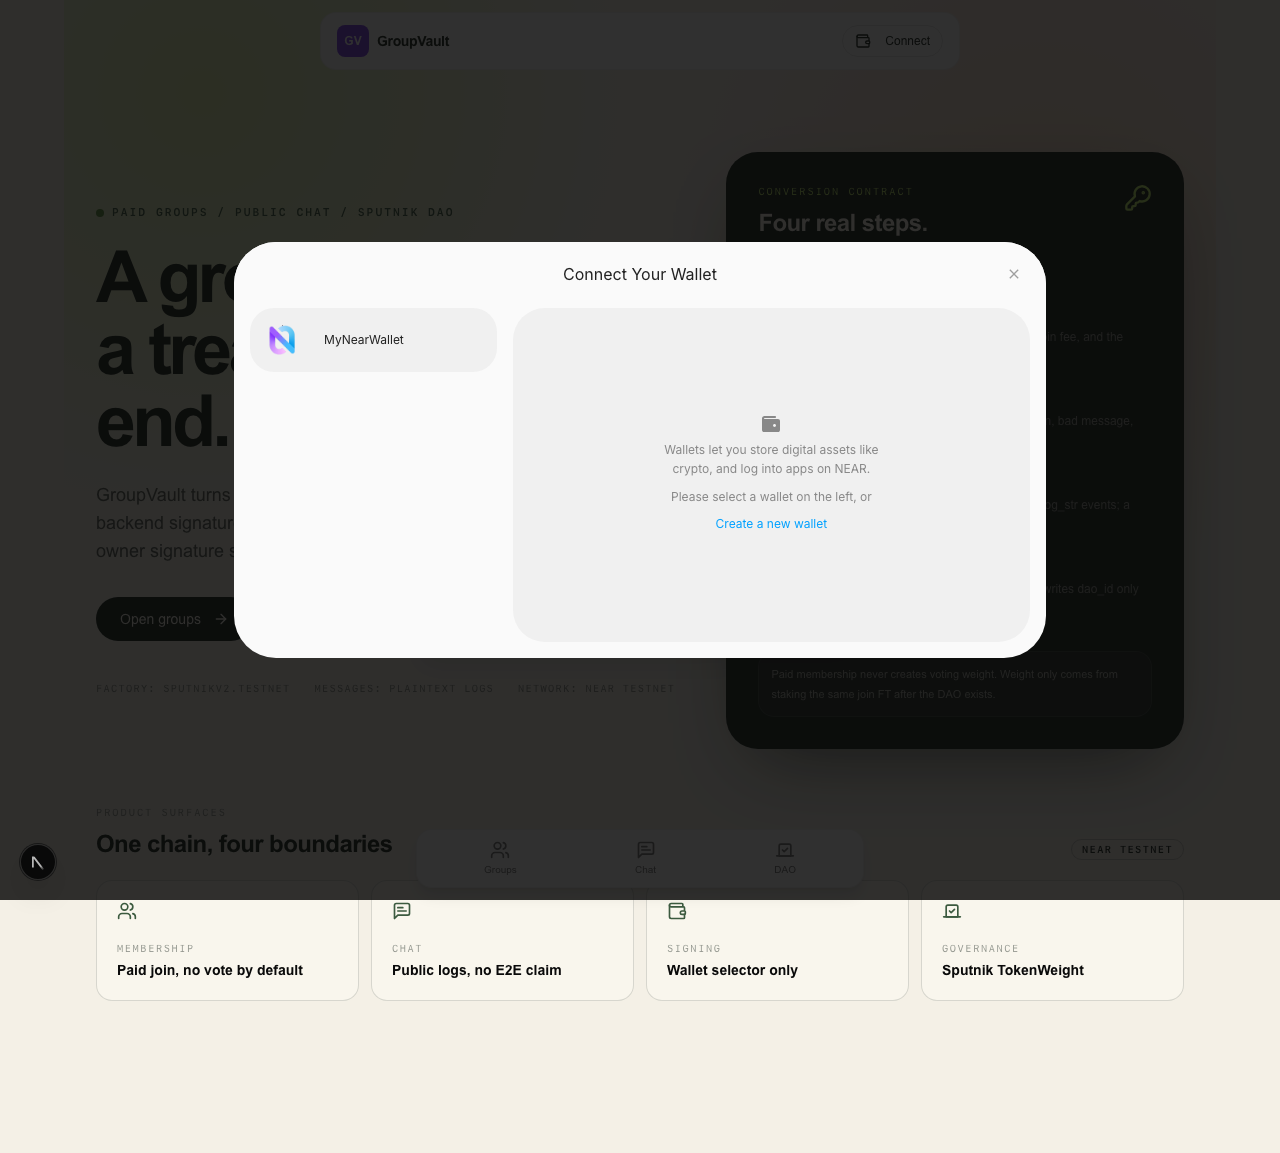 GV GroupVault
Connect
PAID GROUPS / PUBLIC CHAT / SPUTNIK DAO
A gro
a trea
end.
GroupVault turns
backend signatur
owner signature s
Open groups
FACTORY: SPUTNIKV2.TESTNET MESSAGES: PLAINTEXT LOGS NETWORK: NEAR TESTNET
CONVERSION CONTRACT
Four real steps.
in fee, and the
bad message,
og_str events; a
writes dao_id only
Paid membership never creates voting weight. Weight only comes from
staking the same join FT after the DAO exists.
Connect Your Wallet
MyNearWallet
Wallets let you store digital assets like
crypto, and log into apps on NEAR.
Please select a wallet on the left, or
Create a new wallet
PRODUCT SURFACES
One chain, four boundaries
NEAR TESTNET
Groups
Chat
DAO
MEMBERSHIP
Paid join, no vote by default
CHAT
Public logs, no E2E claim
SIGNING
Wallet selector only
GOVERNANCE
Sputnik TokenWeight